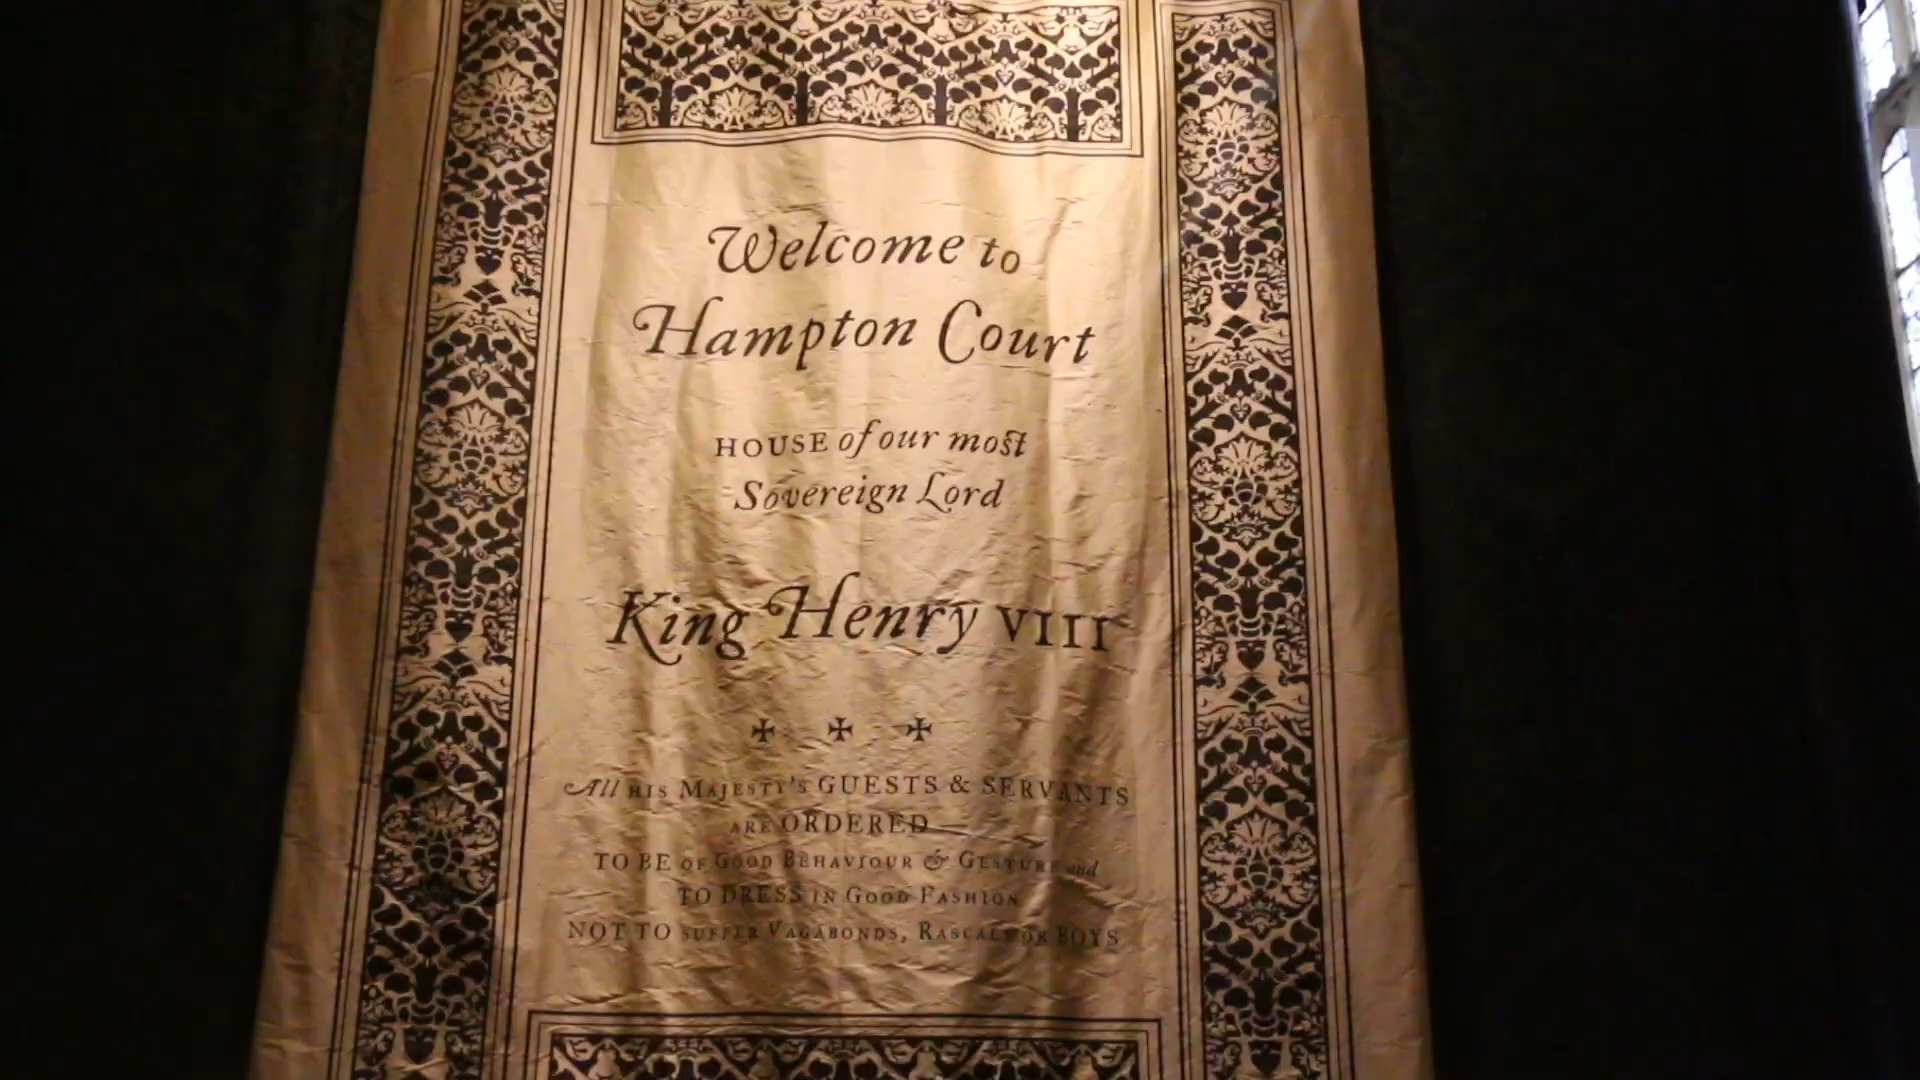 Welcome to
Hampton Court
HOUSE of our most
Sovereign Lord
King Henry VIII
All HIS MAJESTY'S GUESTS & SERVANTS
ARE ORDERED
TO BE OF GOOD BEHAVIOUR & GESTURE and
TO DRESS IN GOOD FASHION
NOT TO SUFFER VAGABONDS, RASCALS OR BOYS